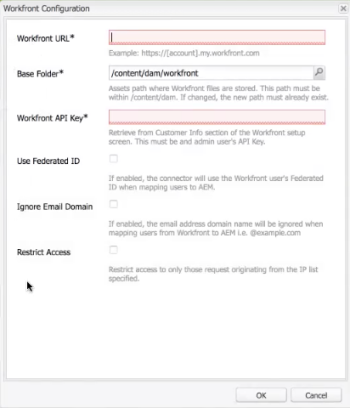 Workfront Configuration
Workfront URL*
Example: https://[account].my.workfront.com
Base Folder*
/content/dam/workfront
Assets path where Workfront files are stored. This path must be
within /content/dam. If changed, the new path must already exist.
Workfront API Key*
Retrieve from Customer Info section of the Workfront setup
screen. This must be and admin user's API Key.
Use Federated ID
If enabled, the connector will use the Workfront user's Federated
ID when mapping users to AEM.
Ignore Email Domain
If enabled, the email address domain name will be ignored when
mapping users from Workfront to AEM i.e. @example.com
Restrict Access
Restrict access to only those request originating from the IP list
specified.
OK
Cancel